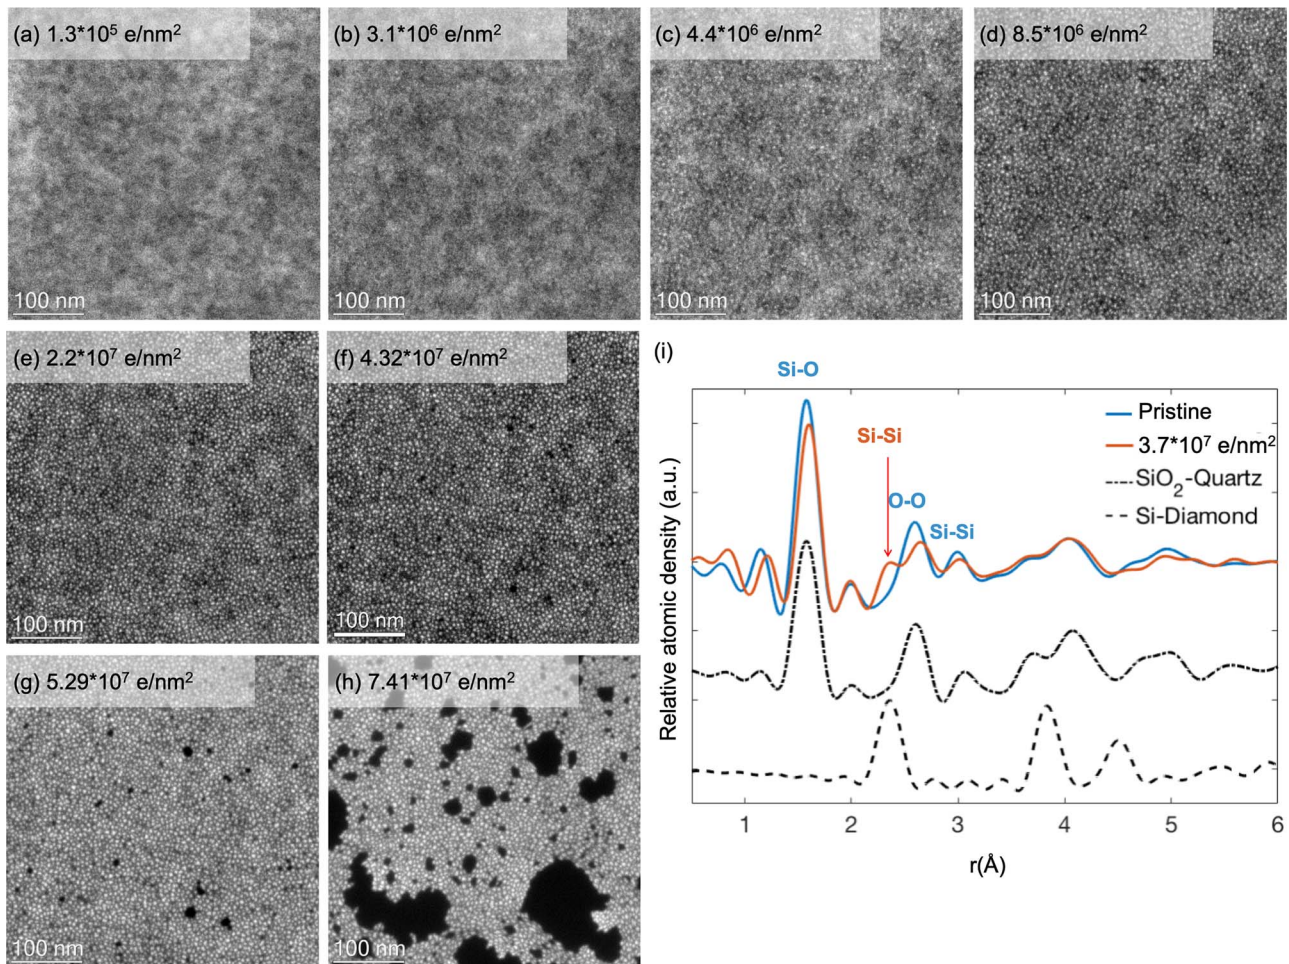 (a) 1.3*10⁵ e/nm²
(b) 3.1*10⁶ e/nm²
(c) 4.4*10⁶ e/nm²
(d) 8.5*10⁶ e/nm²
100 nm
100 nm
100 nm
100 nm
(e) 2.2*10⁷ e/nm²
(f) 4.32*10⁷ e/nm²
100 nm
100 nm
(g) 5.29*10⁷ e/nm²
(h) 7.41*10⁷ e/nm²
100 nm
100 nm
(i)
Si-O
Si-Si
O-O
Si-Si
Pristine
3.7*10⁷ e/nm²
SiO₂-Quartz
Si-Diamond
Relative atomic density (a.u.)
1 2 3 4 5 6
r(Å)